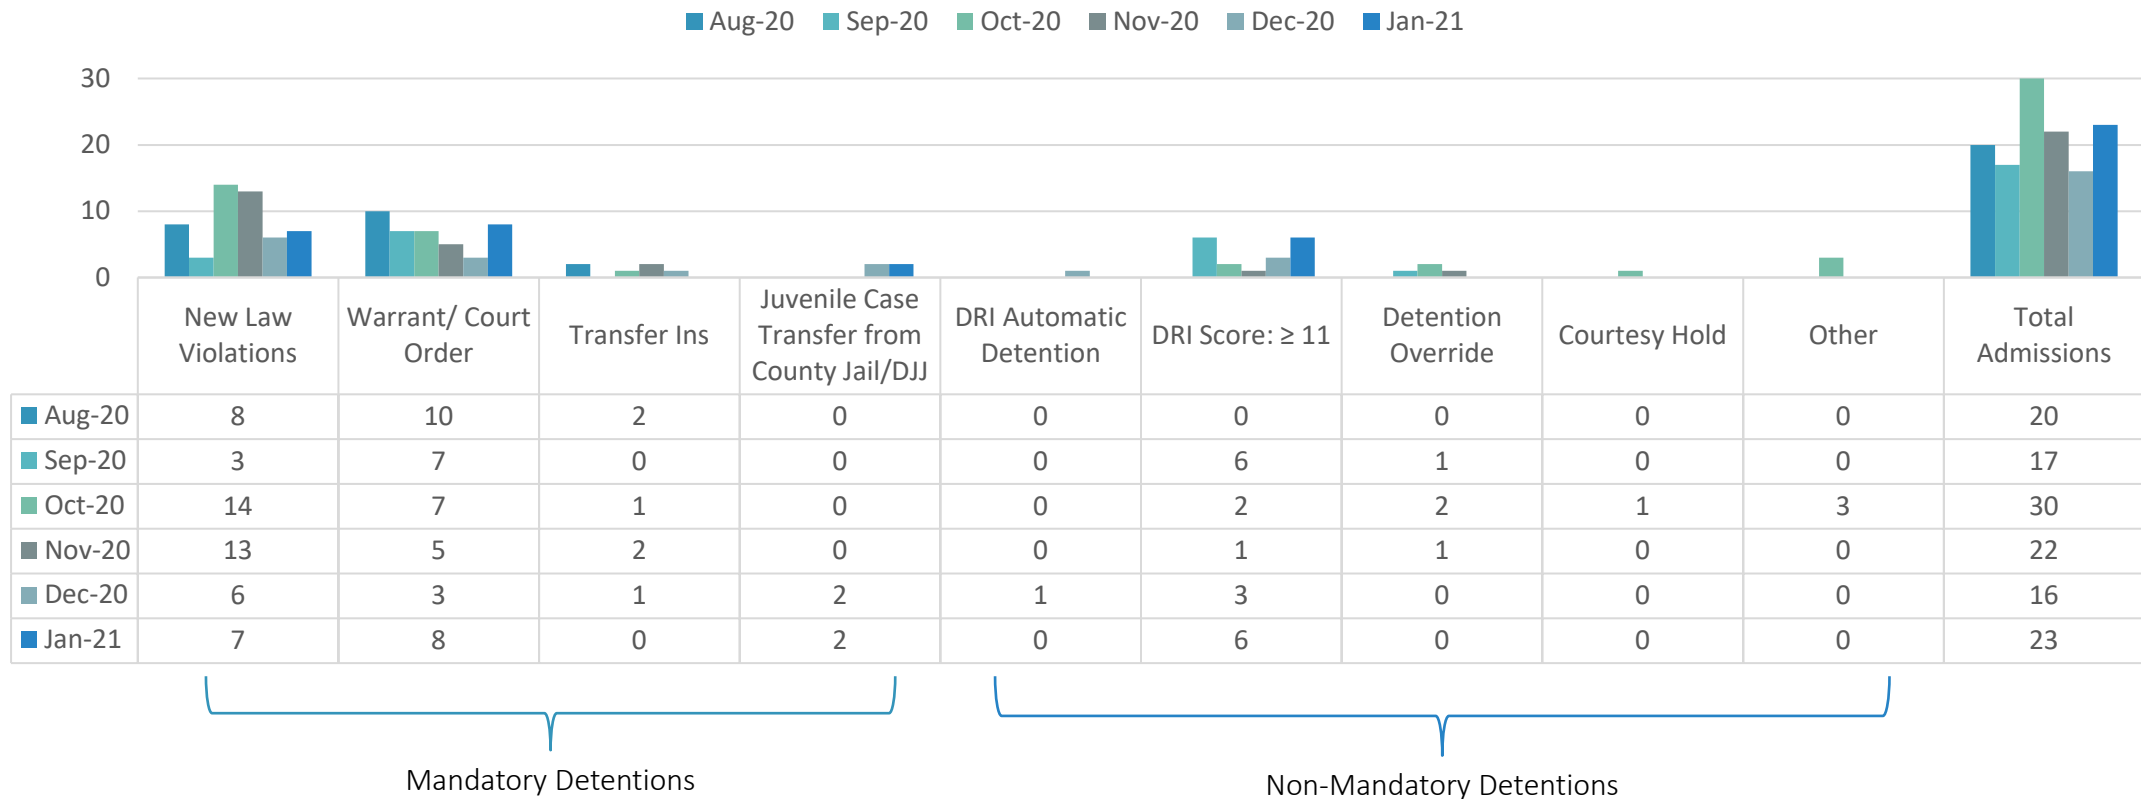 Aug-20 Sep-20 Oct-20 Nov-20 Dec-20 Jan-21
30
20
10
0
New Law
Violations
Warrant/ Court
Order
Transfer Ins
Juvenile Case
Transfer from
County Jail/DJJ
DRI Automatic
Detention
DRI Score: ≥ 11
Detention
Override
Courtesy Hold
Other
Total
Admissions
Aug-20 8 10 2 0 0 0 0 0 0 20
Sep-20 3 7 0 0 0 6 1 0 0 17
Oct-20 14 7 1 0 0 2 2 1 3 30
Nov-20 13 5 2 0 0 1 1 0 0 22
Dec-20 6 3 1 2 1 3 0 0 0 16
Jan-21 7 8 0 2 0 6 0 0 0 23
Mandatory Detentions
Non-Mandatory Detentions